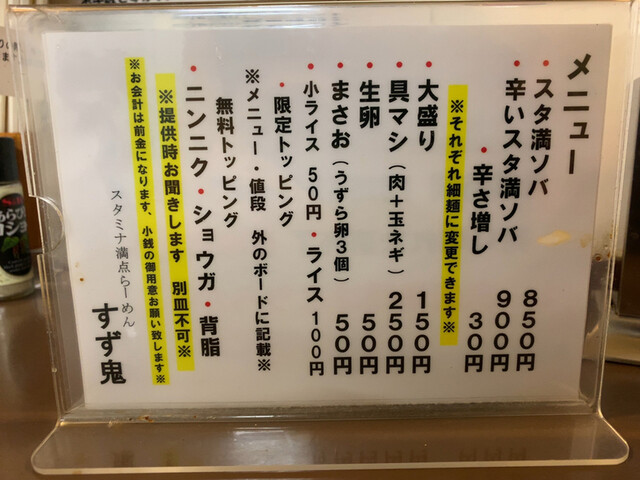 メニュー
・スタ満ソバ 850円
・辛いスタ満ソバ 900円
・辛さ増し 30円
※それぞれ細麺に変更できます※
・大盛り 150円
・具マシ(肉+玉ネギ) 250円
・生卵 50円
・まさお(うずら卵3個) 50円
・小ライス 50円・ライス 100円
・限定トッピング
※メニュー・値段 外のボードに記載※
無料トッピング
・ニンニク・ショウガ・背脂
※提供時お聞きします 別皿不可※
※お会計は前金になります、小銭の御用意お願い致します※
スタミナ満点らーめん
すず鬼